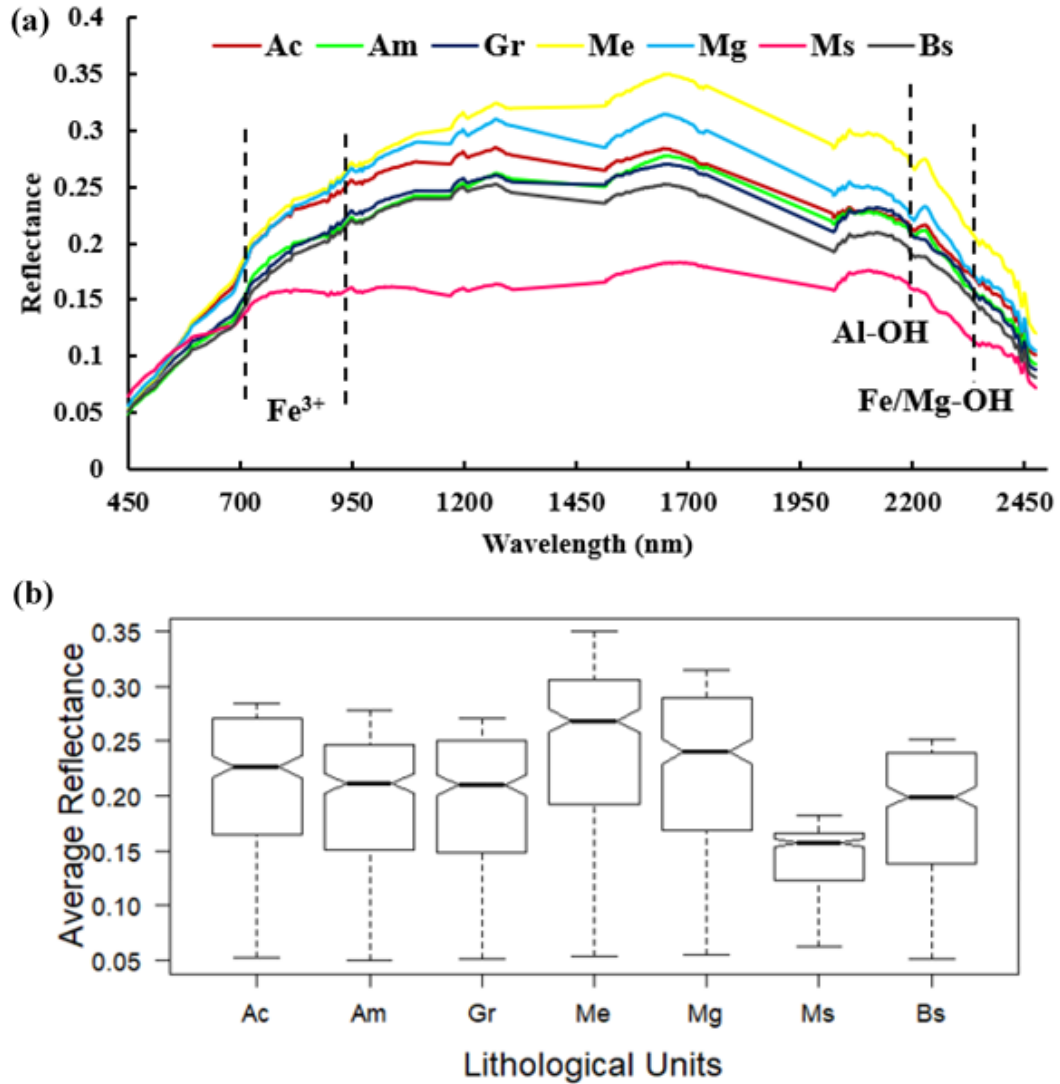 (a)
0.4
Ac Am Gr Me Mg Ms Bs
0.35
0.3
0.25
0.2
0.15
0.1
0.05
0
Reflectance
Al-OH
Fe³⁺
Fe/Mg-OH
450 700 950 1200 1450 1700 1950 2200 2450
Wavelength (nm)
(b)
0.35
0.30
0.25
0.20
0.15
0.10
0.05
Average Reflectance
Ac Am Gr Me Mg Ms Bs
Lithological Units